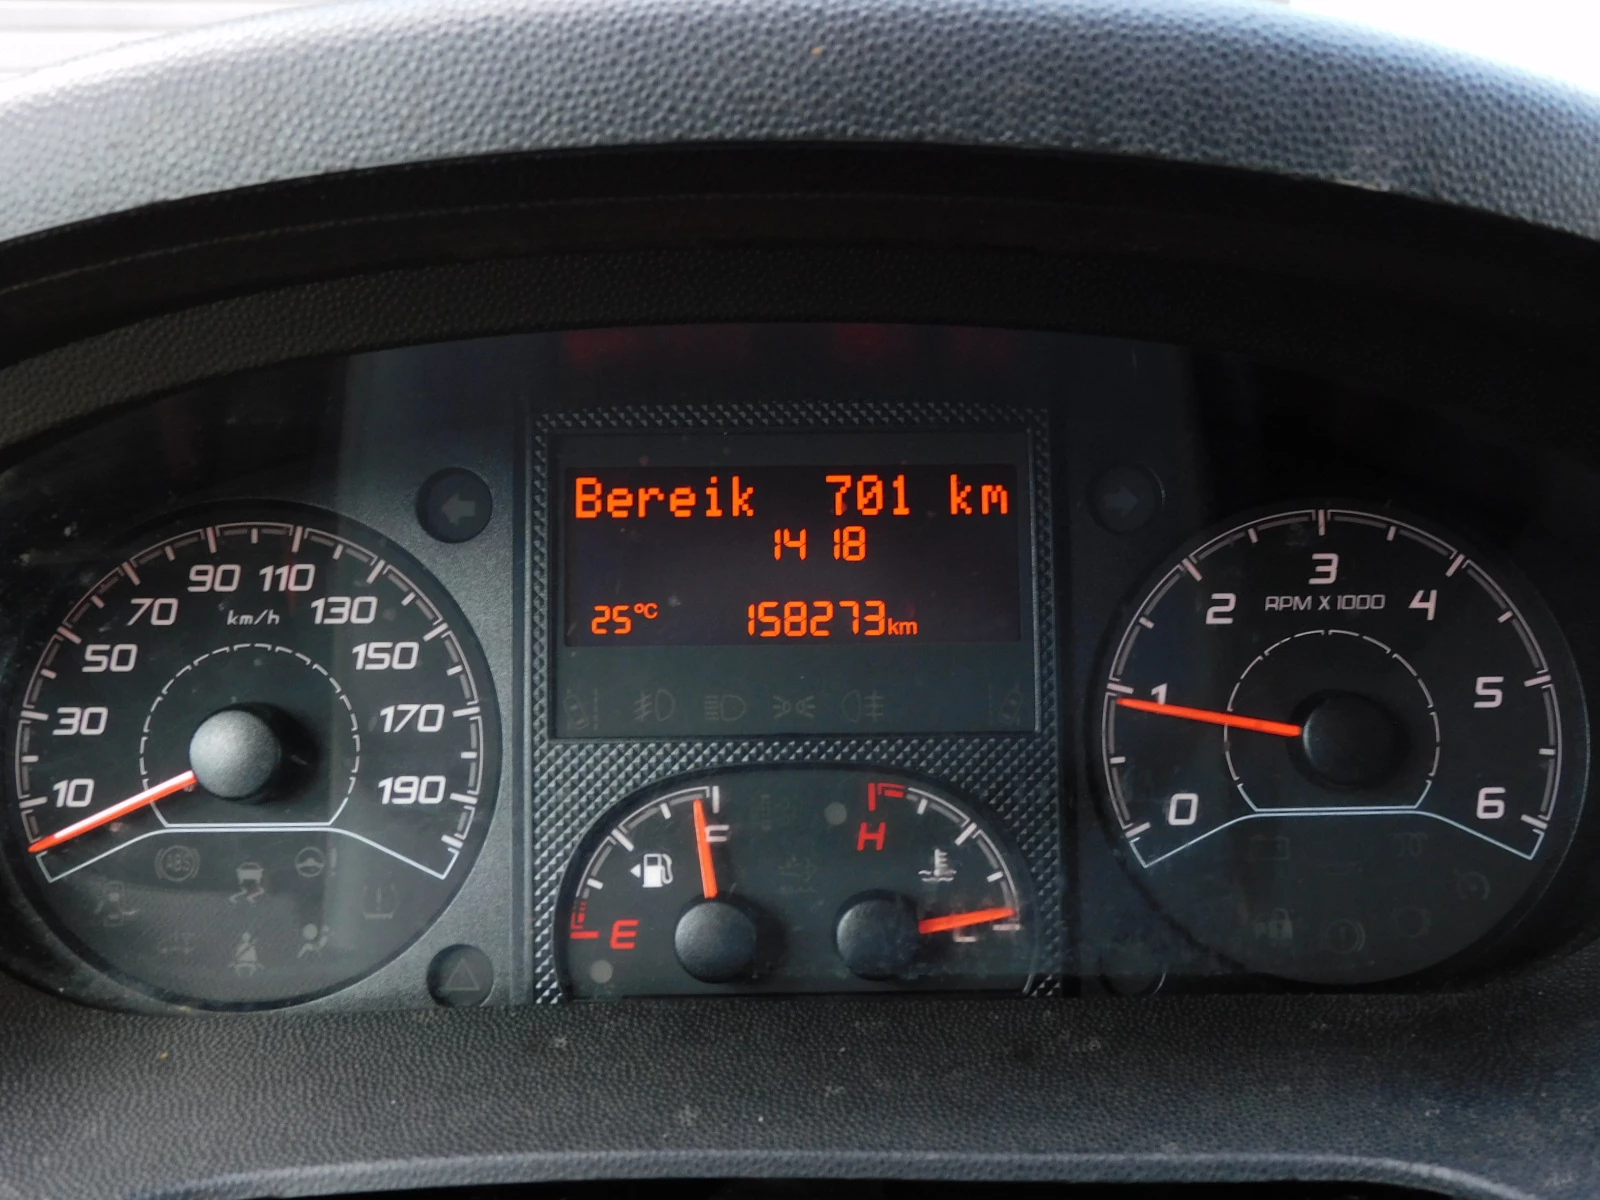 Bereik 701 km
14 18
25°C 158273km
90 110
70 130
km/h
50 150
30 170
10 190
3
2 RPM X 1000 4
1 5
0 6
F
E
H
C
ABS